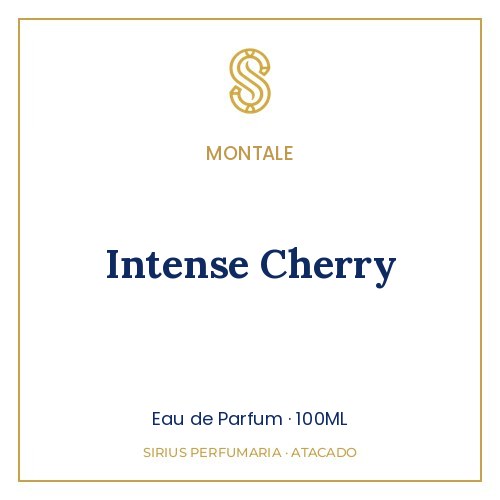 MONTALE
Intense Cherry
Eau de Parfum · 100ML
SIRIUS PERFUMARIA · ATACADO